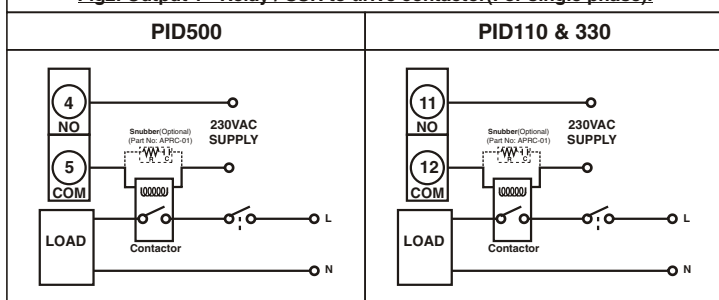 Fig2: Output 1 - Relay / SSR to drive contactor(For single phase).
PID500
PID110 & 330
4
NO
5
COM
Snubber(Optional)
(Part No: APRC-01)
R C
230VAC
SUPPLY
LOAD
Contactor
L
N
11
NO
12
COM
Snubber(Optional)
(Part No: APRC-01)
R C
230VAC
SUPPLY
LOAD
Contactor
L
N